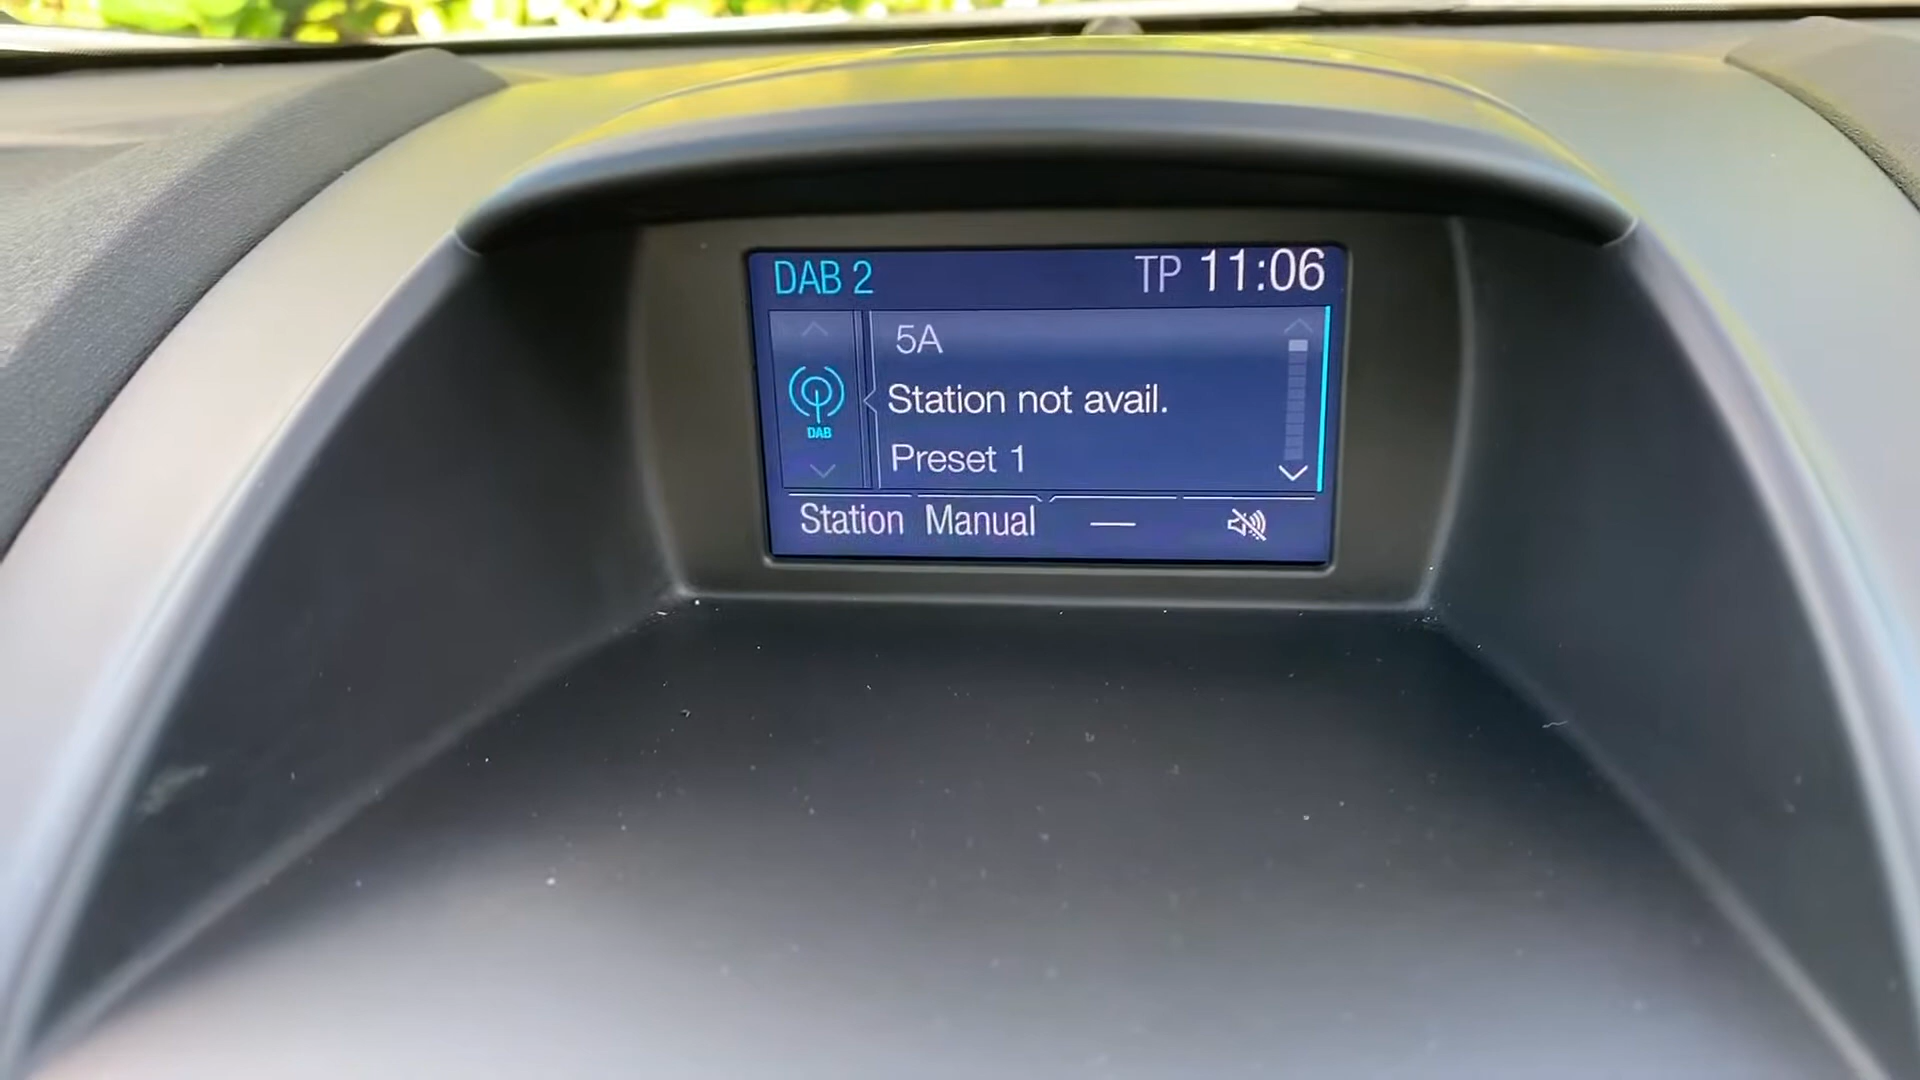 DAB 2 TP 11:06
5A
Station not avail.
DAB
Preset 1
Station Manual —